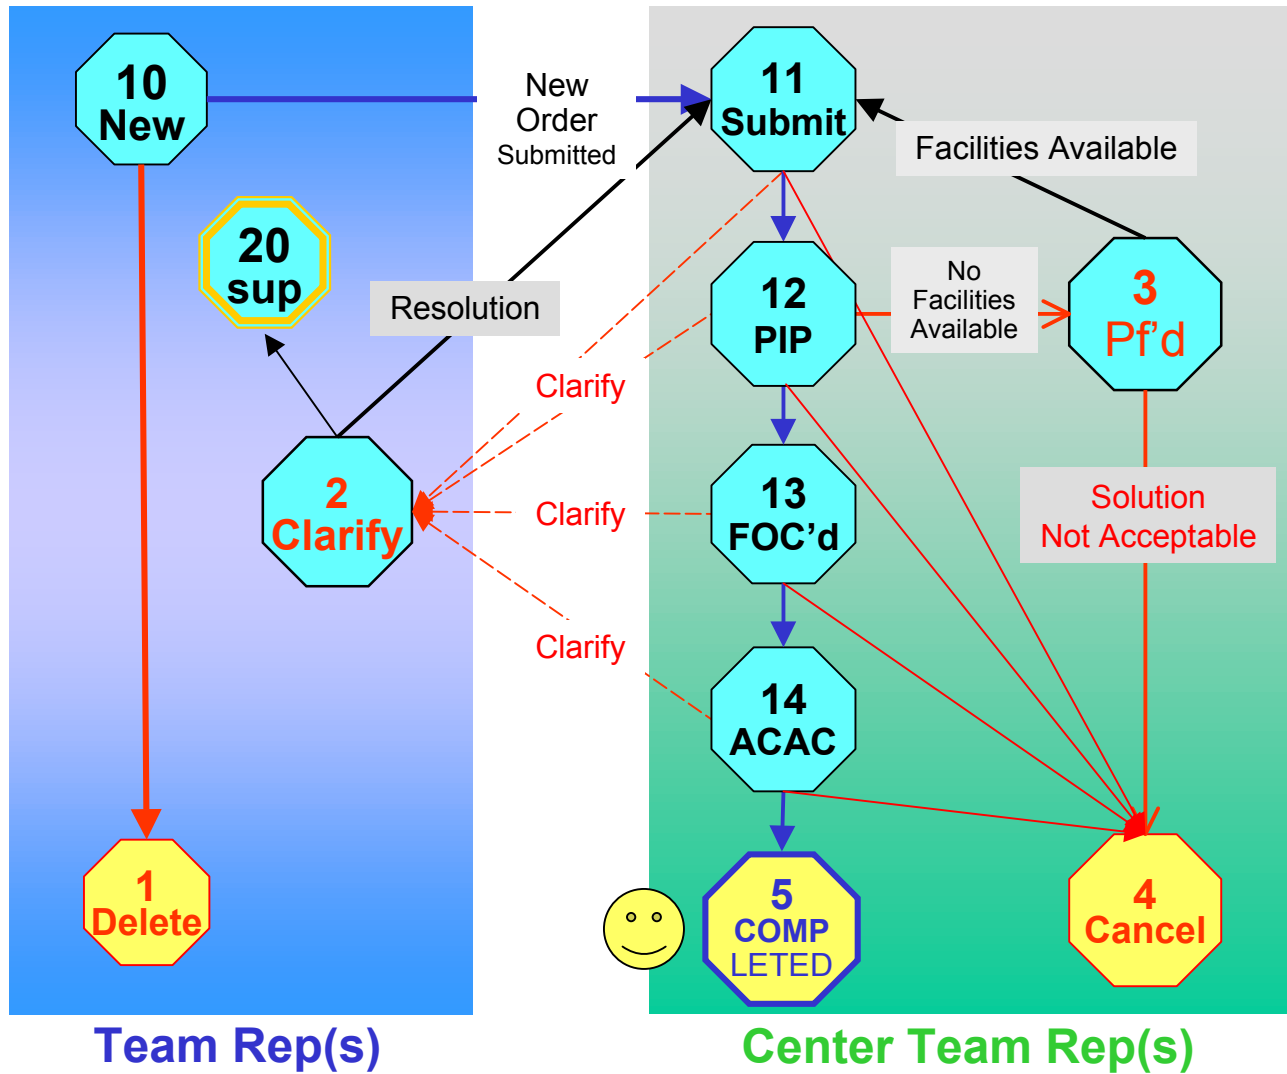 10
New
New
Order
Submitted
11
Submit
Facilities Available
20
sup
Resolution
12
PIP
No
Facilities
Available
3
Pf’d
Clarify
2
Clarify
Clarify
13
FOC’d
Solution
Not Acceptable
Clarify
14
ACAC
1
Delete
5
COMP
LETED
4
Cancel
Team Rep(s)
Center Team Rep(s)